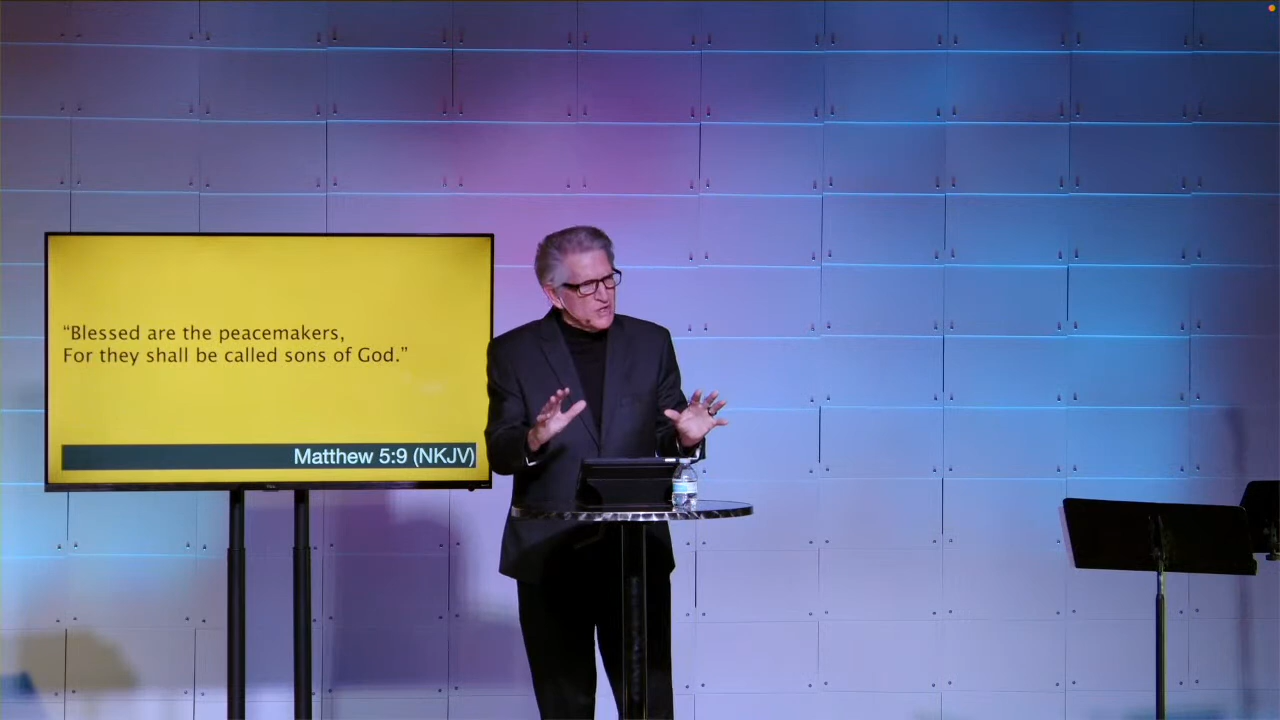 “Blessed are the peacemakers,
For they shall be called sons of God.”
Matthew 5:9 (NKJV)